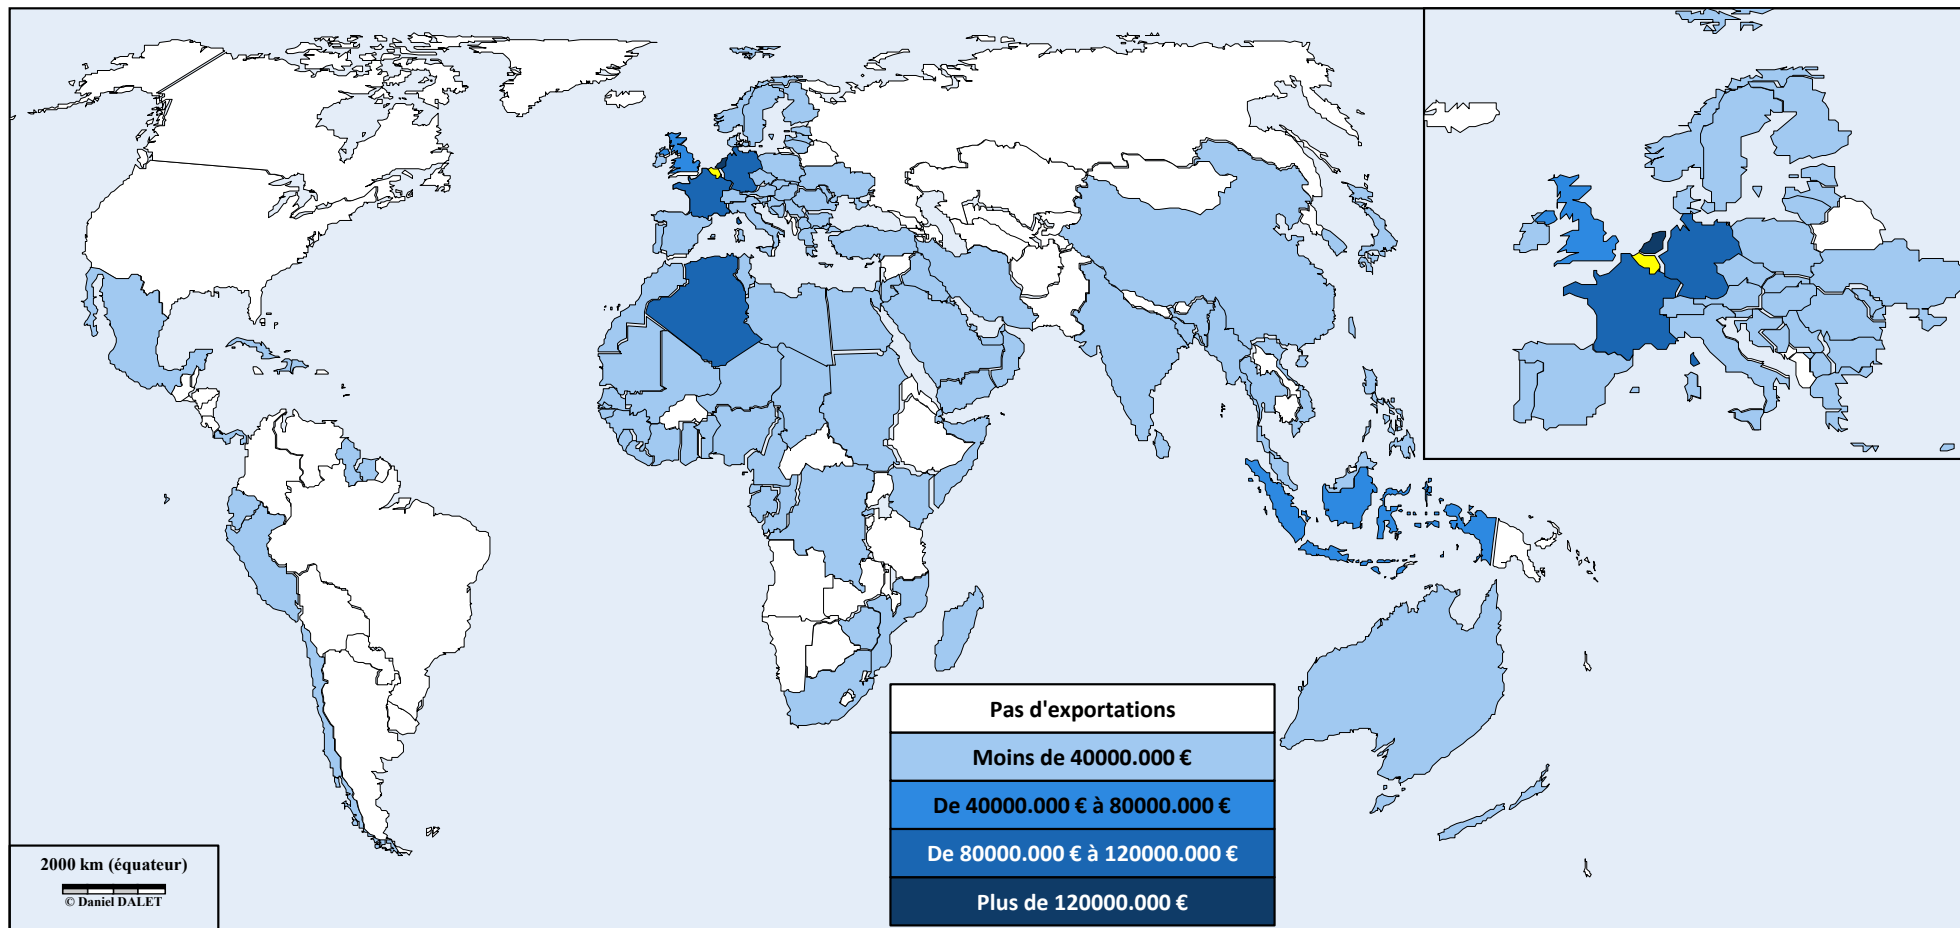 Pas d'exportations
Moins de 40000.000 €
De 40000.000 € à 80000.000 €
De 80000.000 € à 120000.000 €
Plus de 120000.000 €
2000 km (équateur)
© Daniel DALET